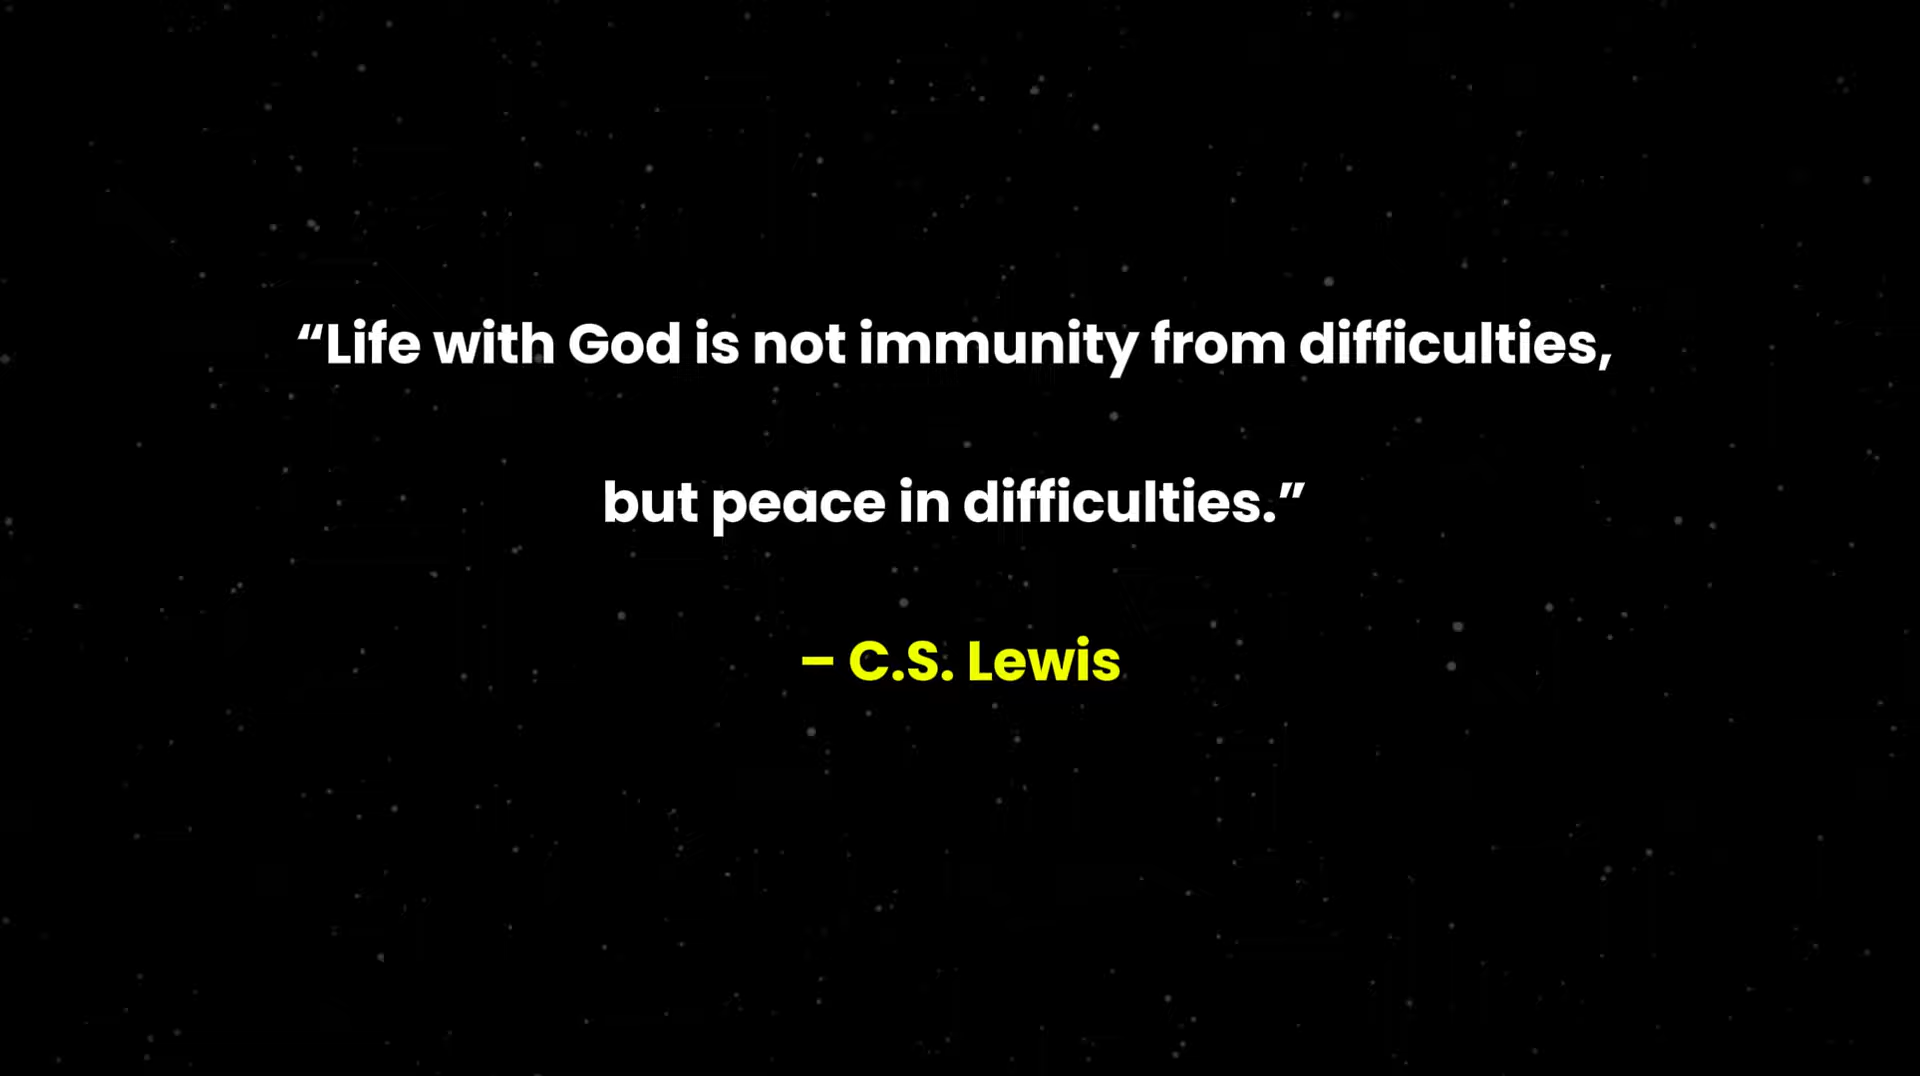 “Life with God is not immunity from difficulties,
but peace in difficulties.”
– C.S. Lewis